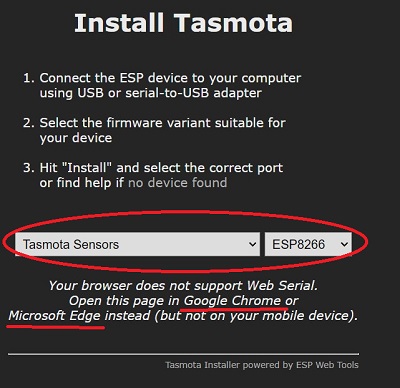 Install Tasmota
1. Connect the ESP device to your computer
using USB or serial-to-USB adapter
2. Select the firmware variant suitable for
your device
3. Hit "Install" and select the correct port
or find help if no device found
Tasmota Sensors ESP8266
Your browser does not support Web Serial.
Open this page in Google Chrome or
Microsoft Edge instead (but not on your mobile device).
Tasmota Installer powered by ESP Web Tools